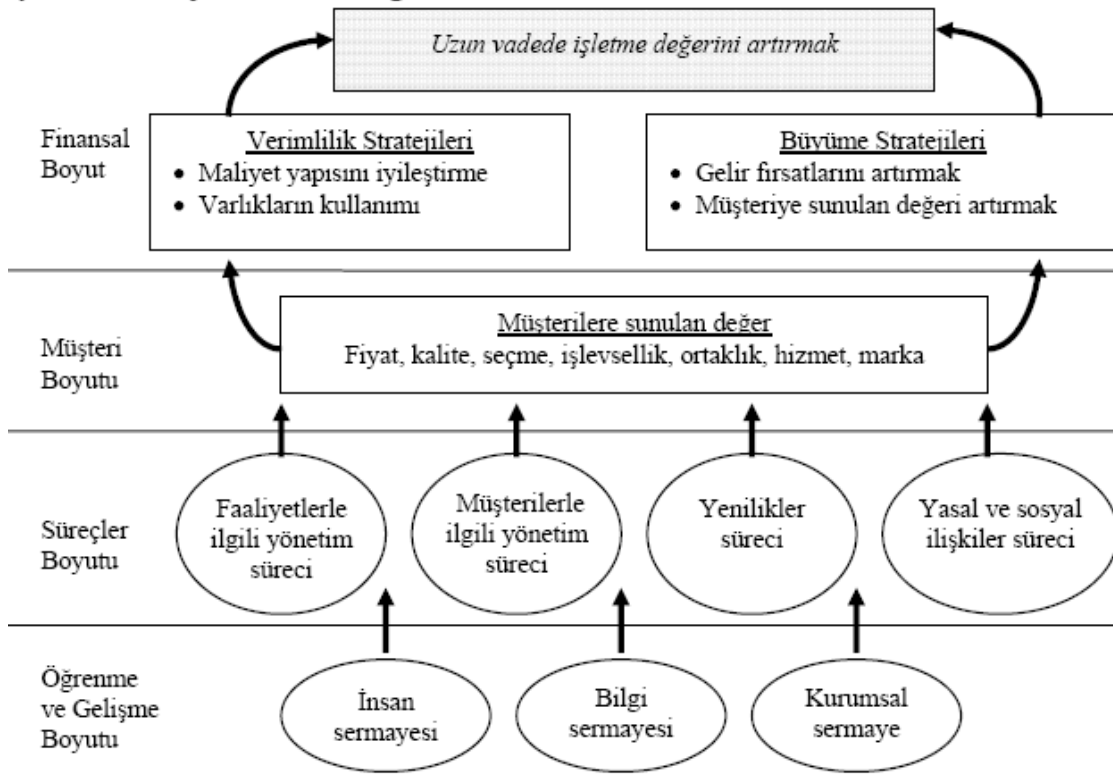 Uzun vadede işletme değerini artırmak
Finansal
Boyut
Verimlilik Stratejileri
• Maliyet yapısını iyileştirme
• Varlıkların kullanımı
Büvüme Stratejileri
• Gelir fırsatlarını artırmak
• Müşteriye sunulan değeri artırmak
Müşteri
Boyutu
Müşterilere sunulan değer
Fiyat, kalite, seçme, işlevsellik, ortaklık, hizmet, marka
Süreçler
Boyutu
Faaliyetlerle
ilgili yönetim
süreci
Müşterilerle
ilgili yönetim
süreci
Yenilikler
süreci
Yasal ve sosyal
ilişkiler süreci
Öğrenme
ve Gelişme
Boyutu
İnsan
sermayesi
Bilgi
sermayesi
Kurumsal
sermaye